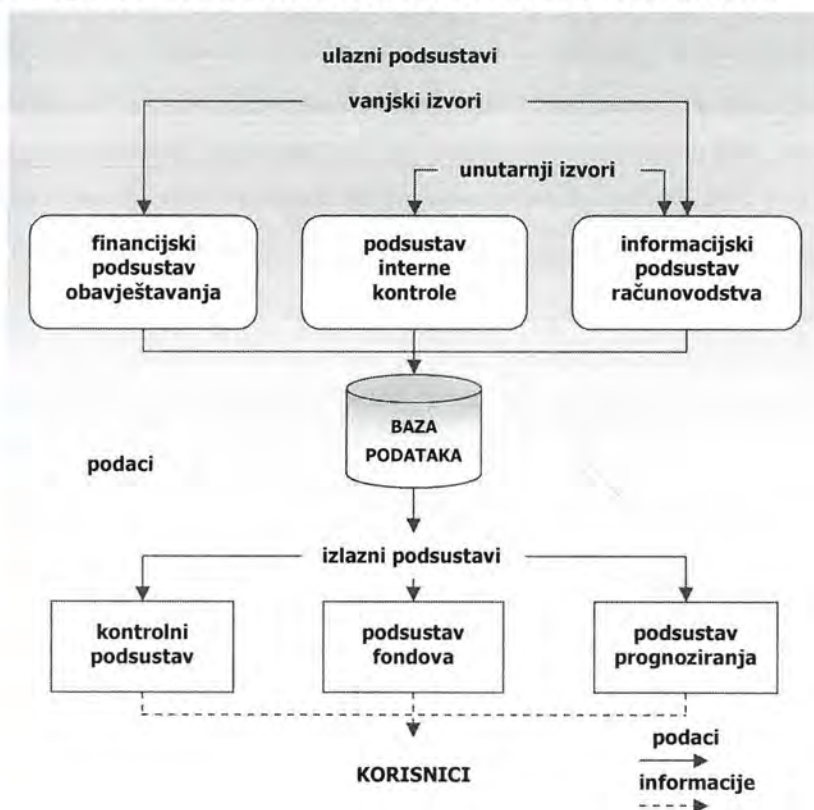 ulazni podsustavi
vanjski izvori
unutarnji izvori
financijski
podsustav
obavještavanja
podsustav
interne
kontrole
informacijski
podsustav
računovodstva
BAZA
PODATAKA
podaci
izlazni podsustavi
kontrolni
podsustav
podsustav
fondova
podsustav
prognoziranja
KORISNICI
podaci
informacije